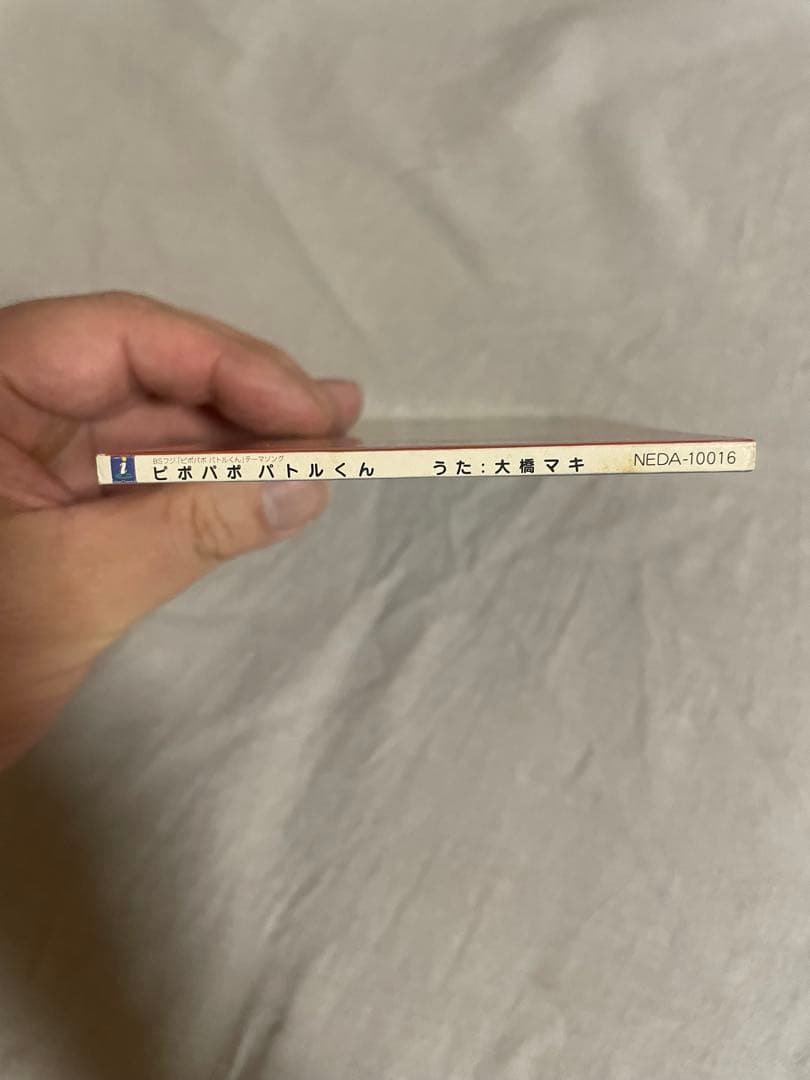 i
BSフジ「ピポパポ パトルくん」テーマソング
ピポパポ パトルくん うた:大橋マキ NEDA-10016